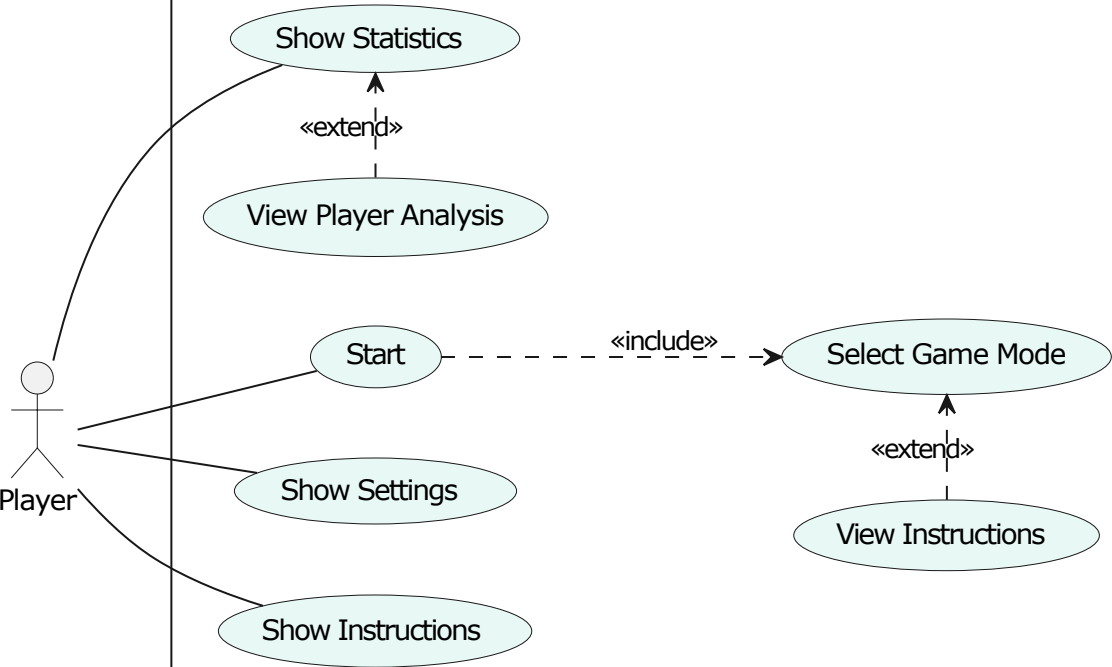 Show Statistics
«extend»
View Player Analysis
Start
«include»
Select Game Mode
«extend»
Show Settings
Player
View Instructions
Show Instructions